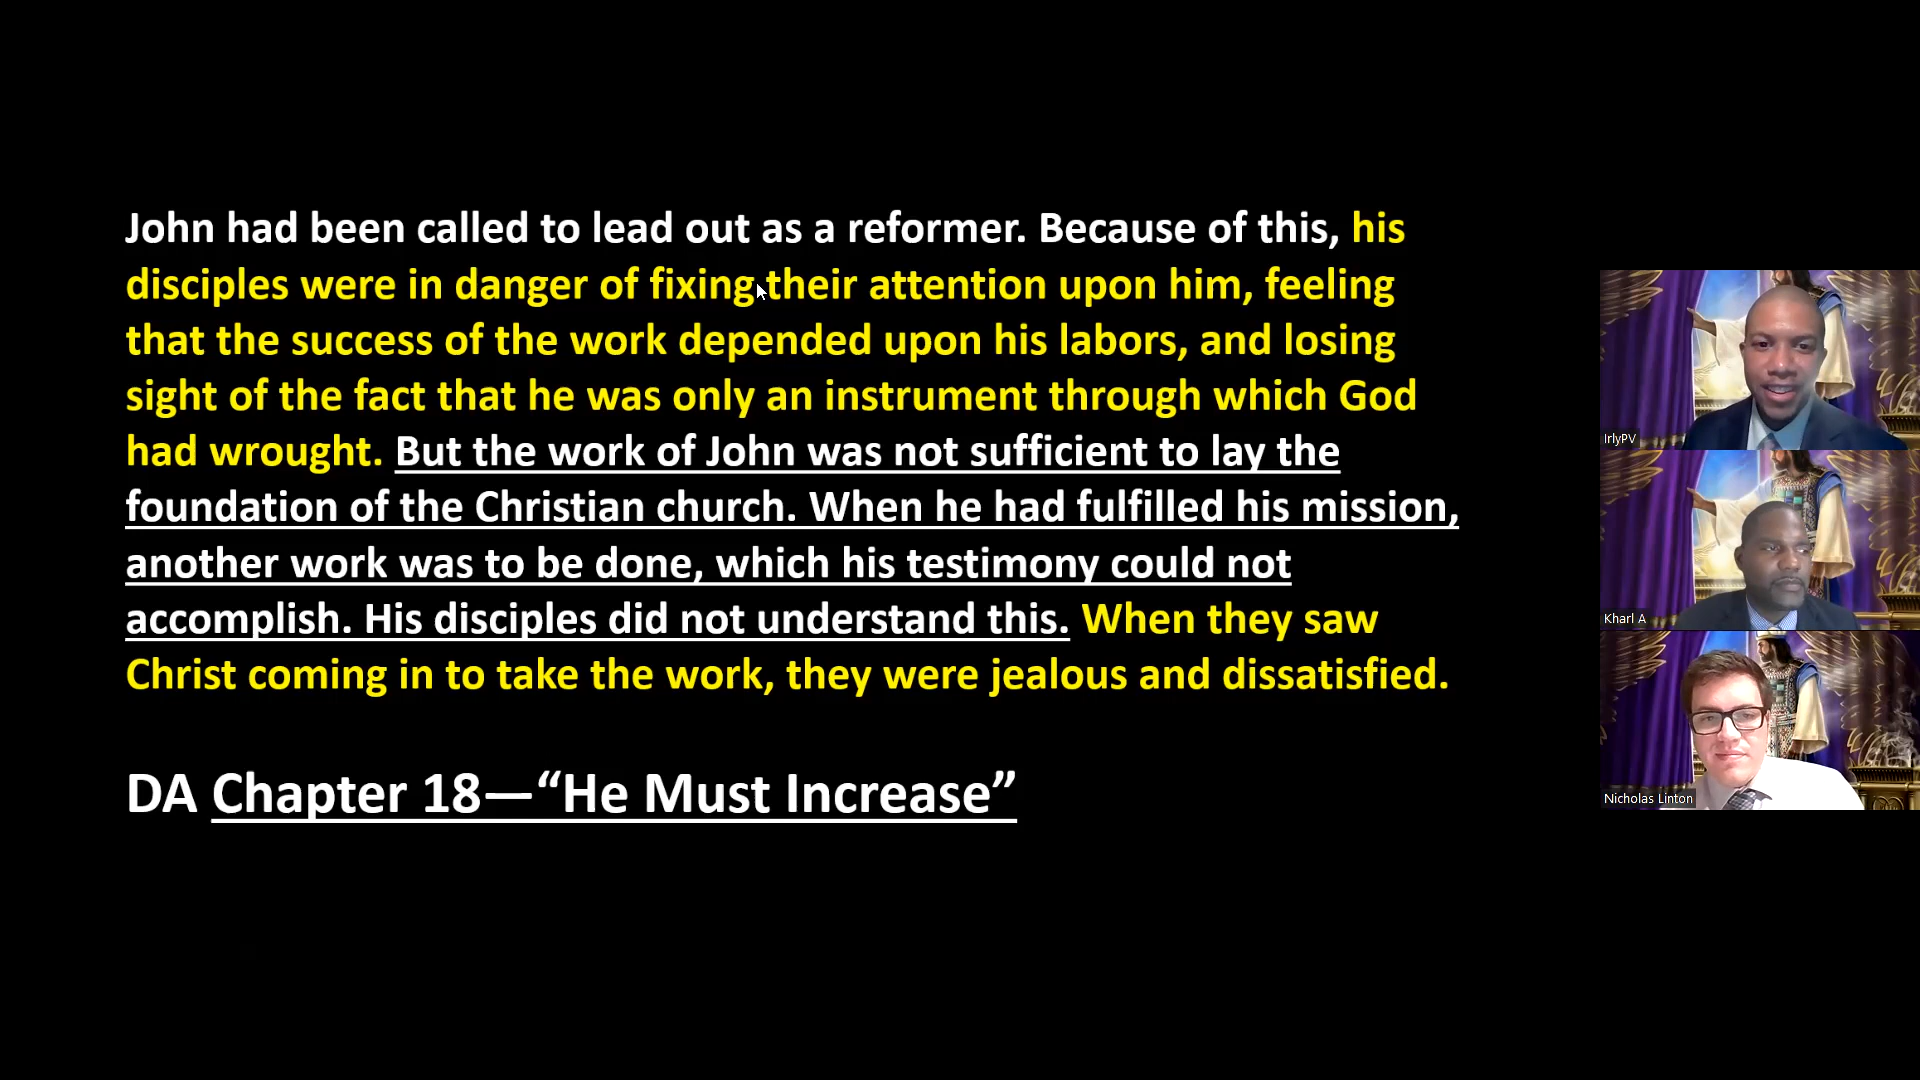 John had been called to lead out as a reformer. Because of this, his
disciples were in danger of fixing their attention upon him, feeling
that the success of the work depended upon his labors, and losing
sight of the fact that he was only an instrument through which God
had wrought. But the work of John was not sufficient to lay the
foundation of the Christian church. When he had fulfilled his mission,
another work was to be done, which his testimony could not
accomplish. His disciples did not understand this. When they saw
Christ coming in to take the work, they were jealous and dissatisfied.
DA Chapter 18—“He Must Increase”
IrlyPV
Kharl A
Nicholas Linton